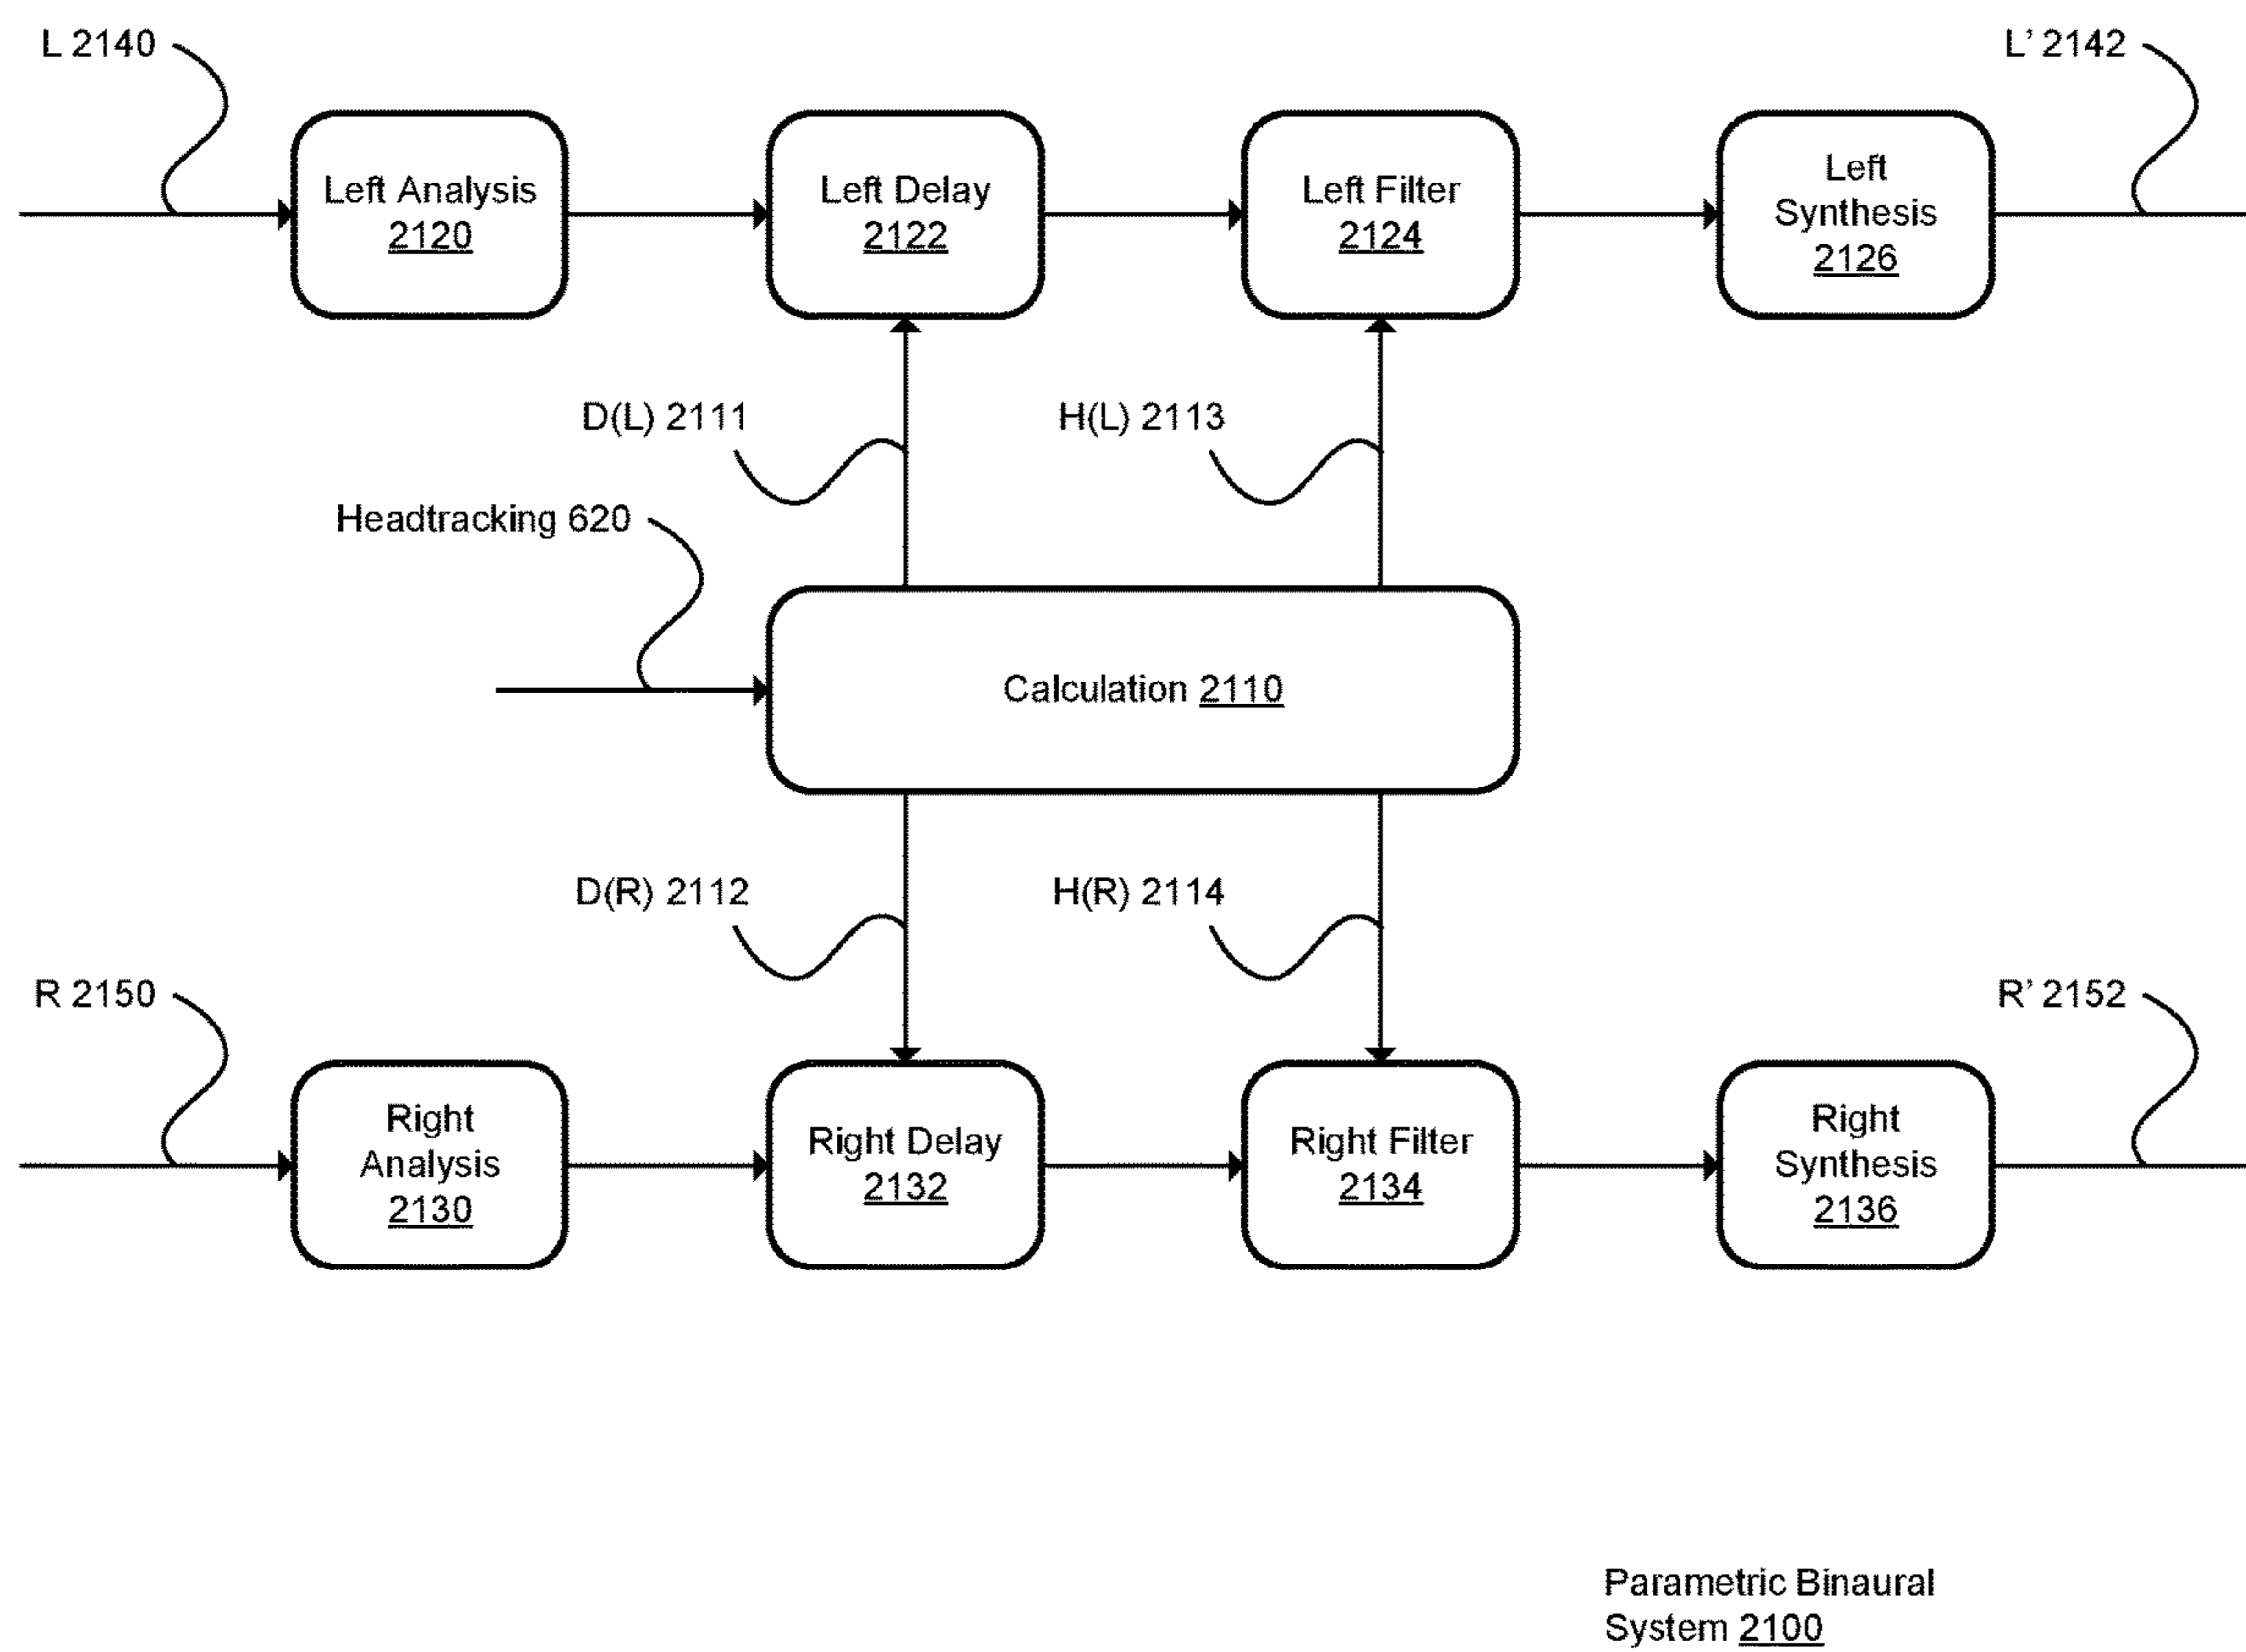 L 2140
L’ 2142
Left Analysis
2120
Left Delay
2122
Left Filter
2124
Left
Synthesis
2126
D(L) 2111
H(L) 2113
Headtracking 620
Calculation 2110
D(R) 2112
H(R) 2114
R 2150
R’ 2152
Right
Analysis
2130
Right Delay
2132
Right Filter
2134
Right
Synthesis
2136
Parametric Binaural
System 2100